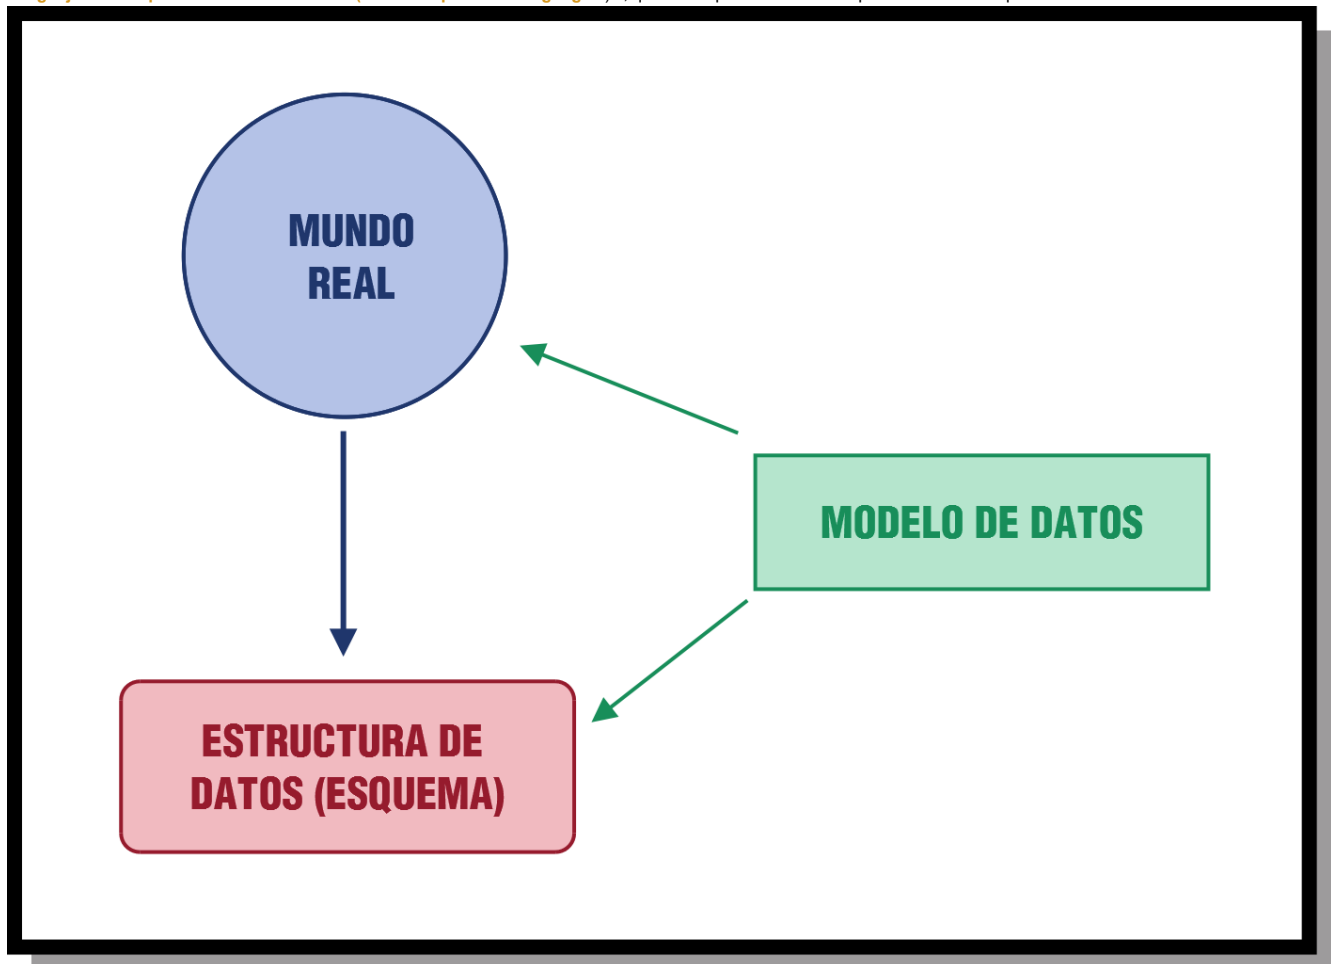 MUNDO
REAL
MODELO DE DATOS
ESTRUCTURA DE
DATOS (ESQUEMA)